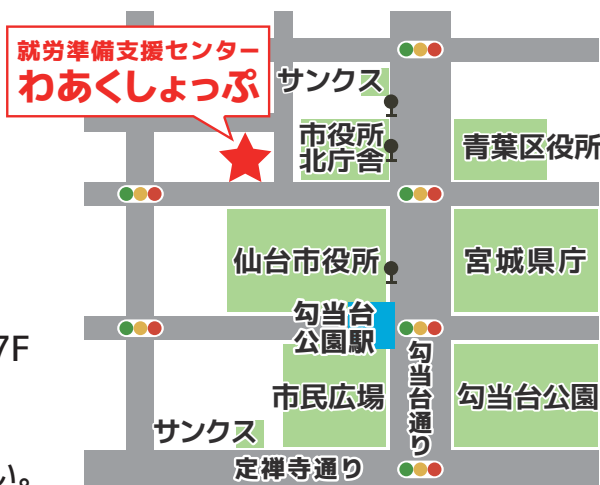 就労準備支援センター
わあくしょっぷ
サンクス
市役所
北庁舎
青葉区役所
仙台市役所
宮城県庁
勾当台
公園駅
7F
勾当台通り
市民広場
勾当台公園
サンクス
定禅寺通り
い。